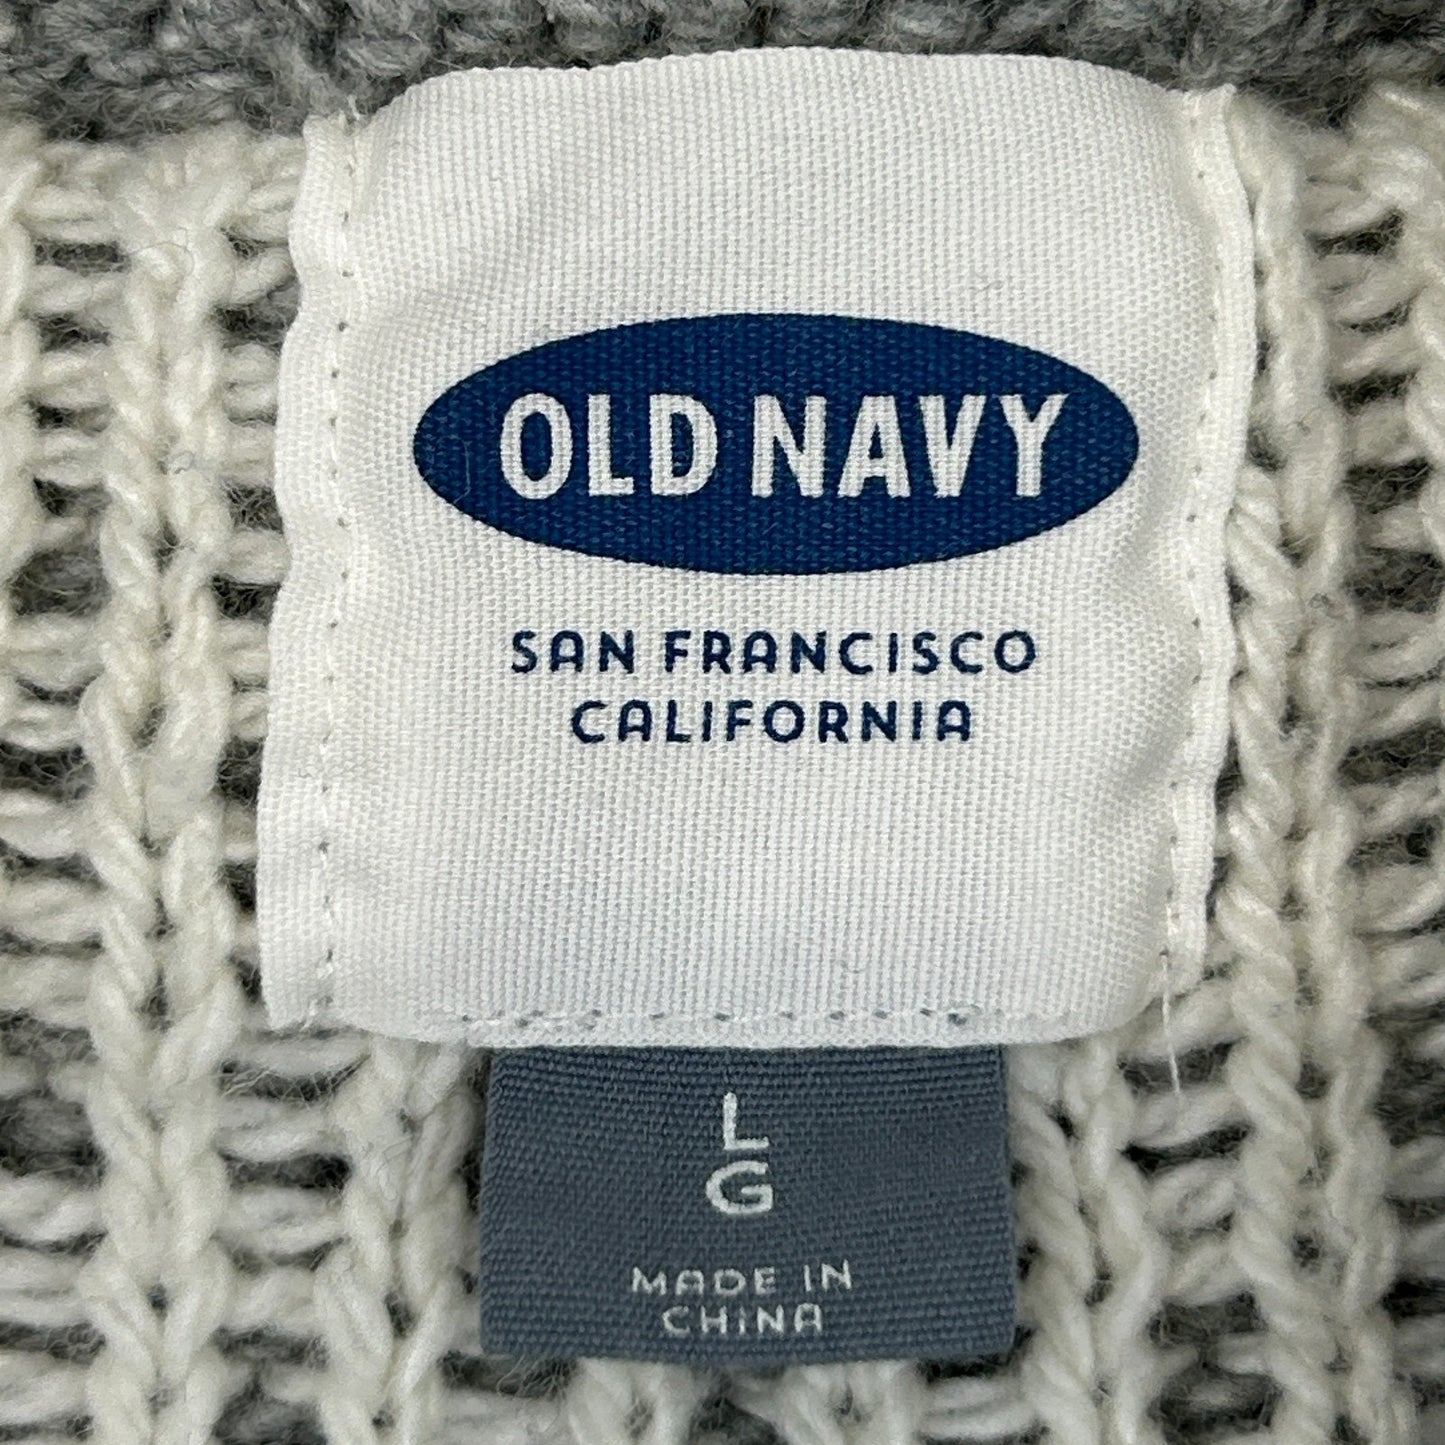 OLD NAVY
SAN FRANCISCO
CALIFORNIA
L
G
MADE IN
CHINA